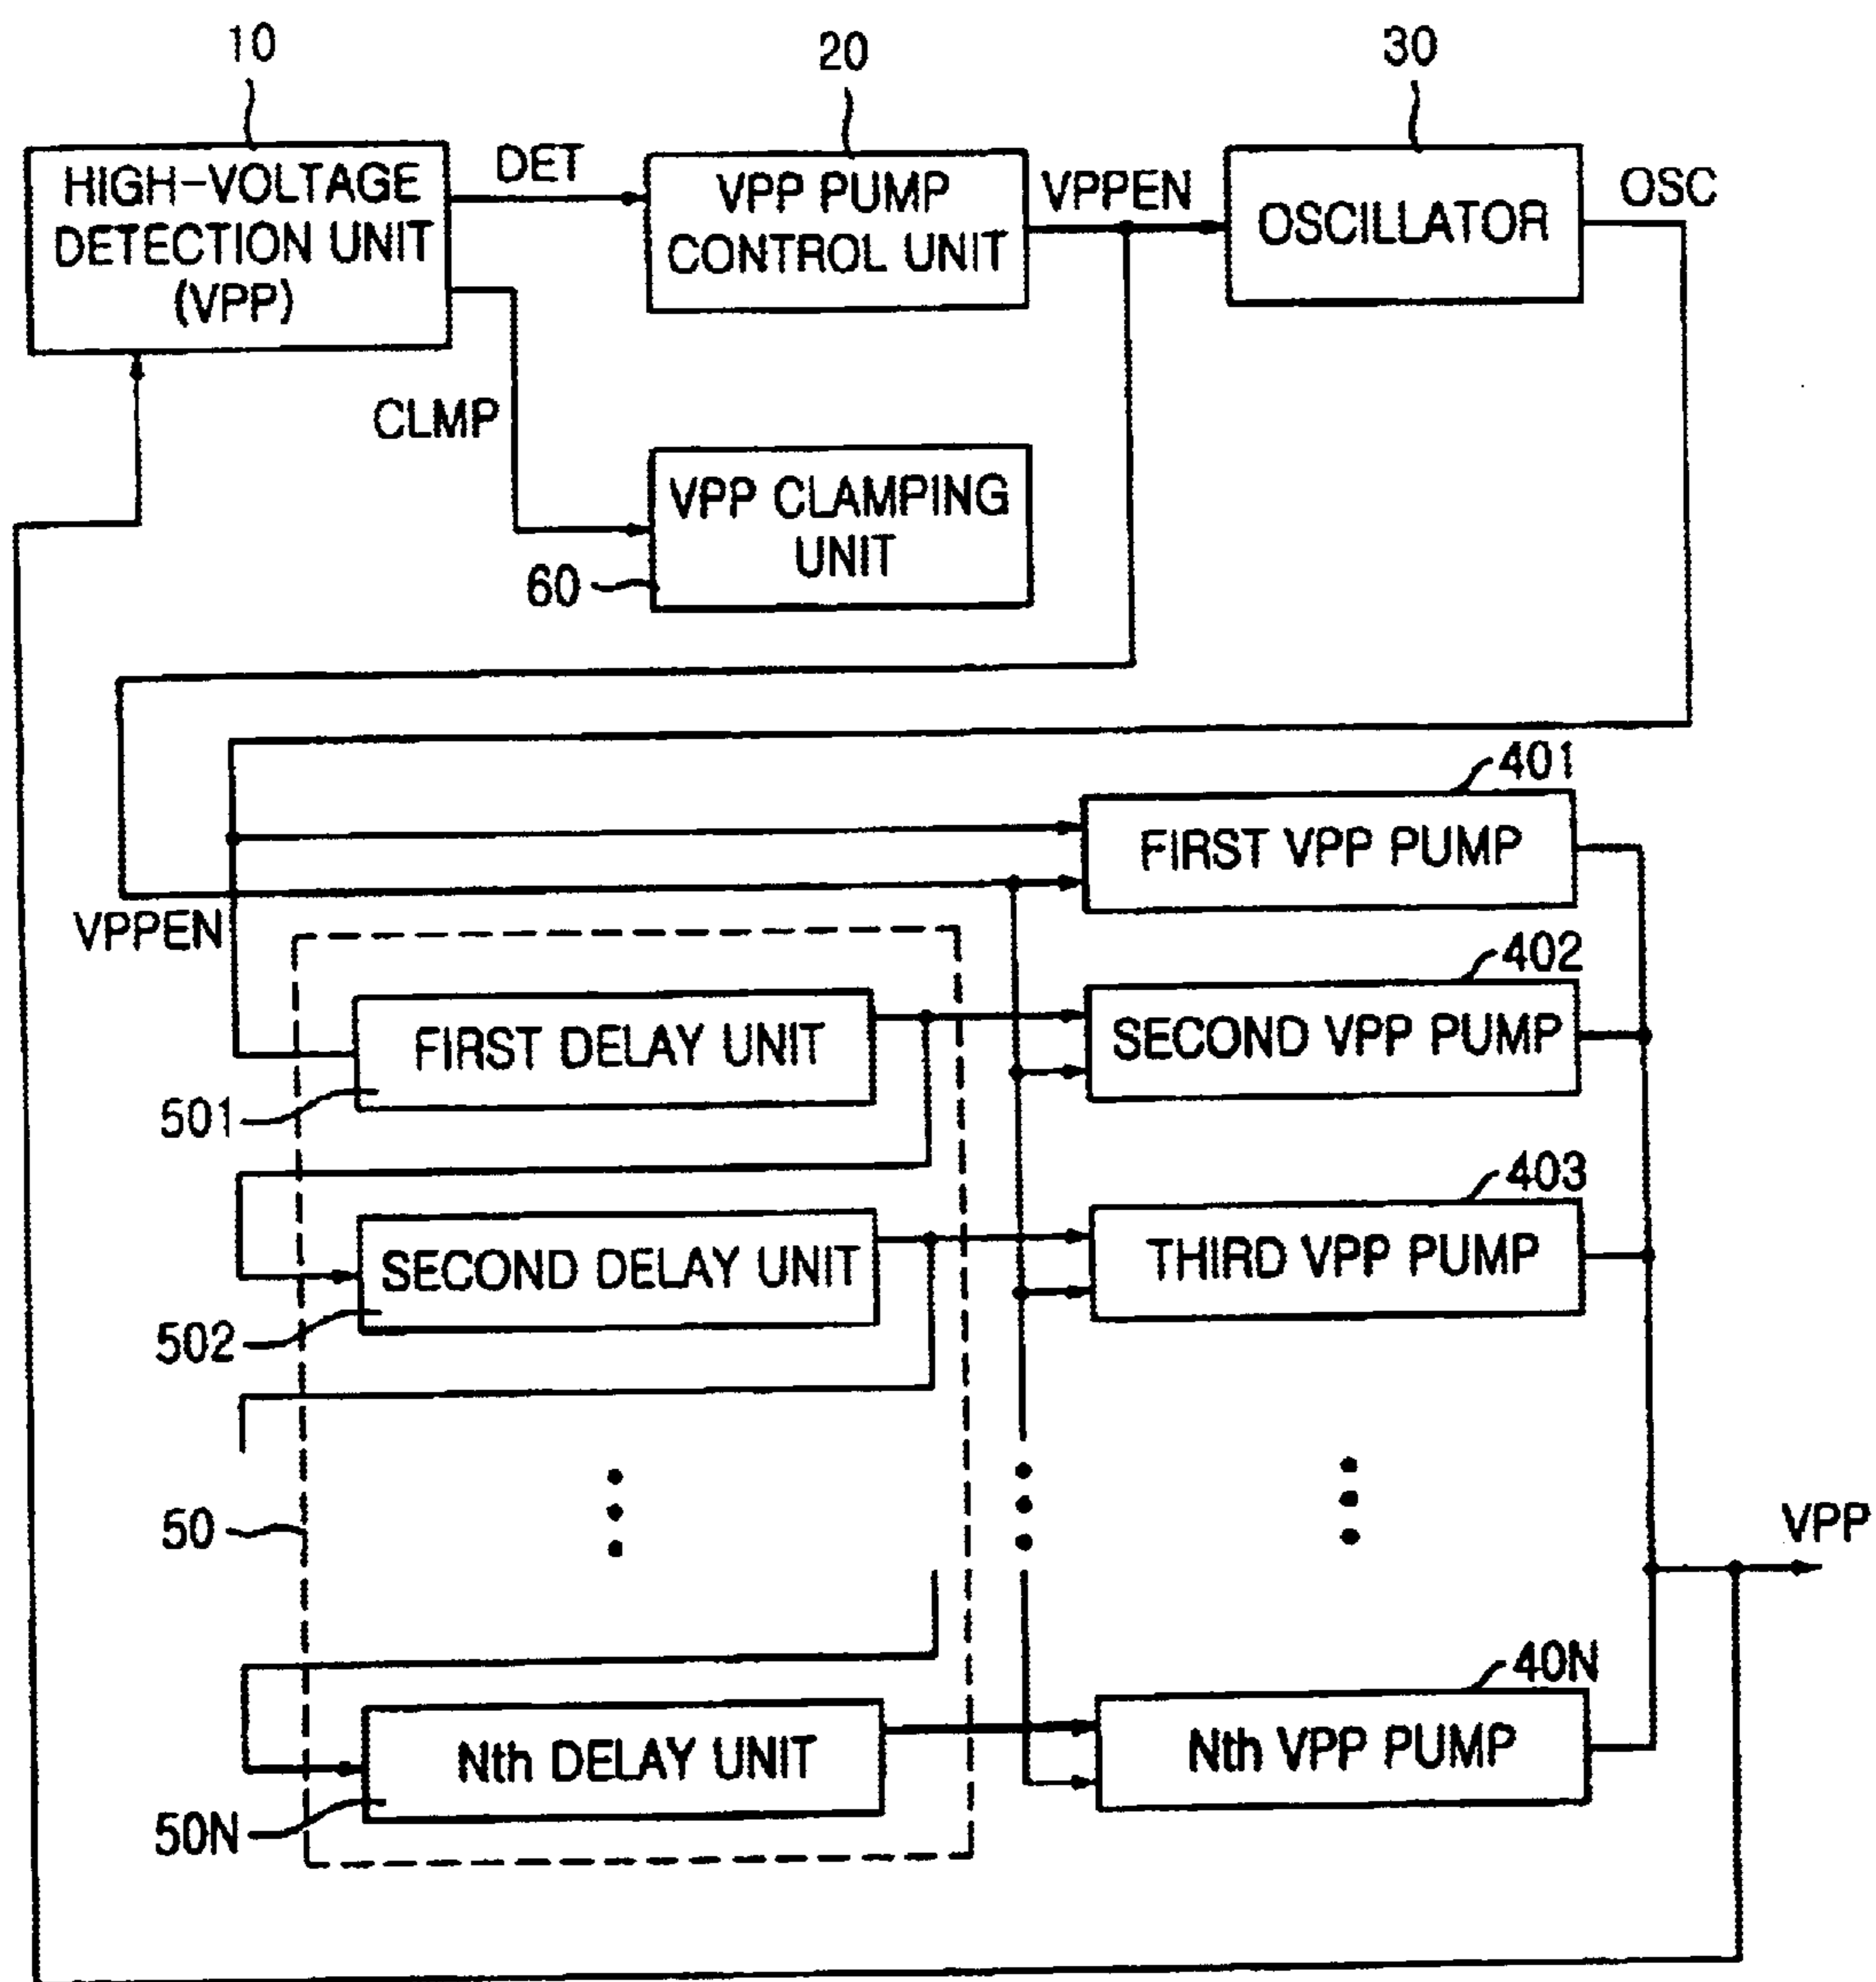 10
20
30
HIGH-VOLTAGE
DETECTION UNIT
(VPP)
DET
VPP PUMP
CONTROL UNIT
VPPEN
OSCILLATOR
OSC
CLMP
VPP CLAMPING
UNIT
60
401
FIRST VPP PUMP
VPPEN
402
FIRST DELAY UNIT
SECOND VPP PUMP
501
403
SECOND DELAY UNIT
THIRD VPP PUMP
502
50
VPP
40N
Nth DELAY UNIT
Nth VPP PUMP
50N